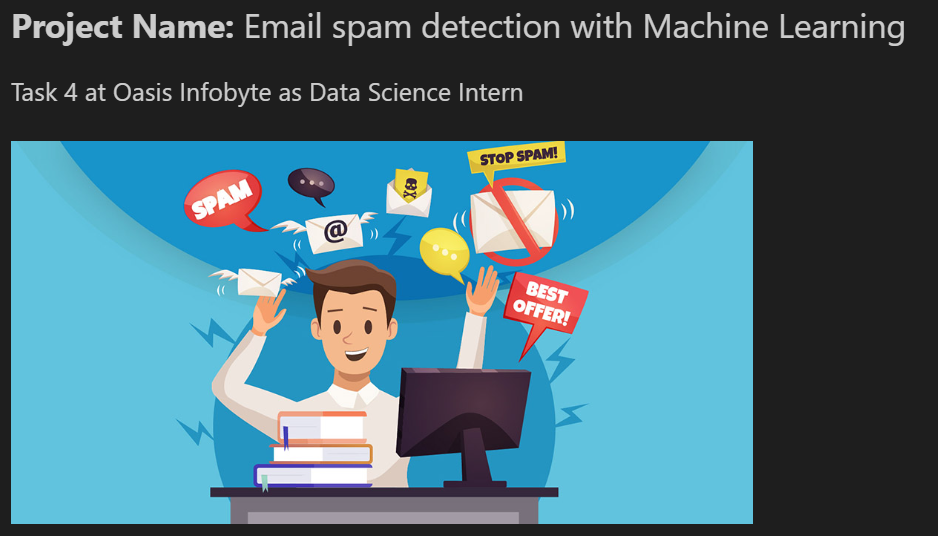 Project Name: Email spam detection with Machine Learning
Task 4 at Oasis Infobyte as Data Science Intern
STOP SPAM!
SPAM
@
BEST
OFFER!